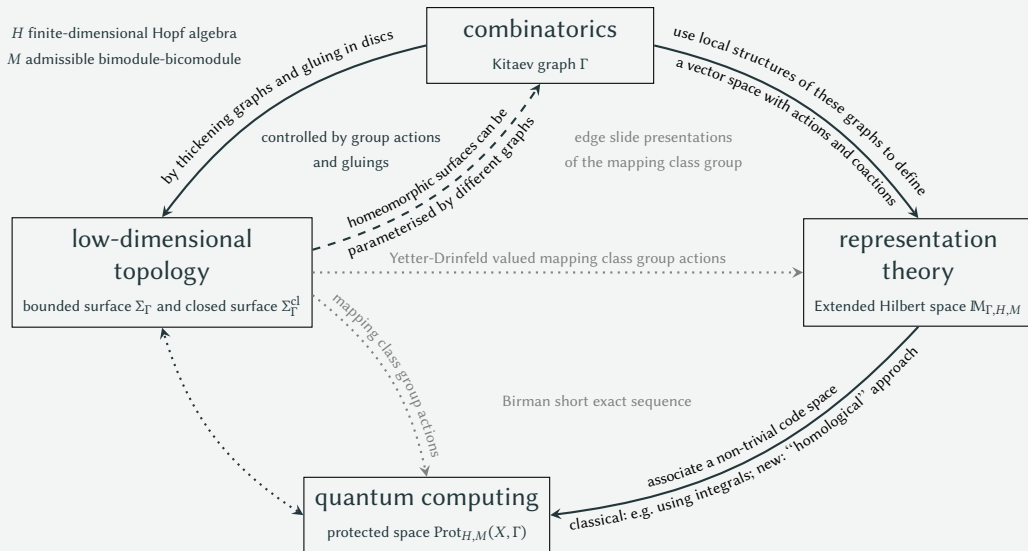 H finite-dimensional Hopf algebra
M admissible bimodule-bicomodule
combinatorics
Kitaev graph Γ
by thickening graphs and gluing in discs
use local structures of these graphs to define
a vector space with actions and coactions
controlled by group actions
and gluings
homeomorphic surfaces can be
parameterised by different graphs
edge slide presentations
of the mapping class group
low-dimensional
topology
bounded surface Σ_Γ and closed surface Σ_Γ^cl
Yetter-Drinfeld valued mapping class group actions
representation
theory
Extended Hilbert space 𝕄_{Γ,H,M}
mapping class group actions
Birman short exact sequence
associate a non-trivial code space
classical: e.g. using integrals; new: “homological” approach
quantum computing
protected space Prot_{H,M}(X, Γ)